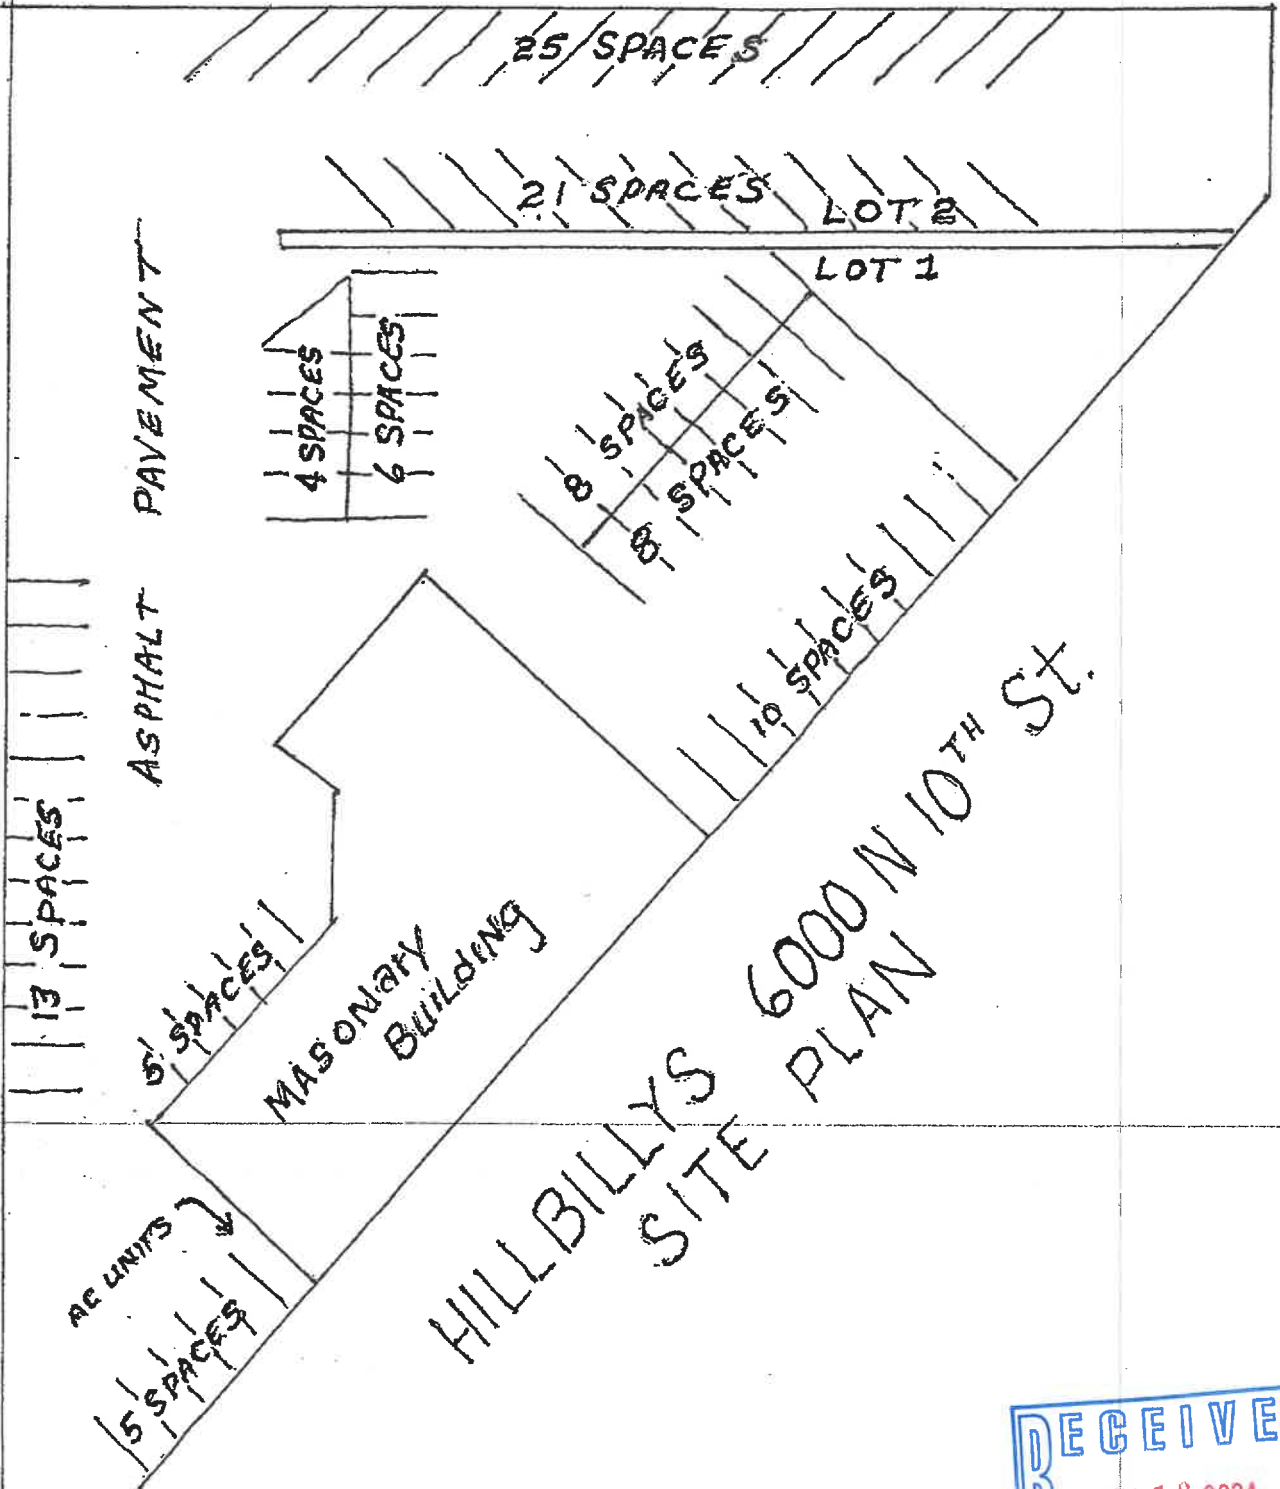 25 SPACES
21 SPACES
LOT 2
LOT 1
ASPHALT PAVEMENT
4 SPACES
6 SPACES
8 SPACES
8 SPACES
10 SPACES
13 SPACES
5 SPACES
MASONARY
BUILDING
6000 N 10TH St.
HILLBILLYS
SITE PLAN
AC UNITS
5 SPACES
RECEIVE